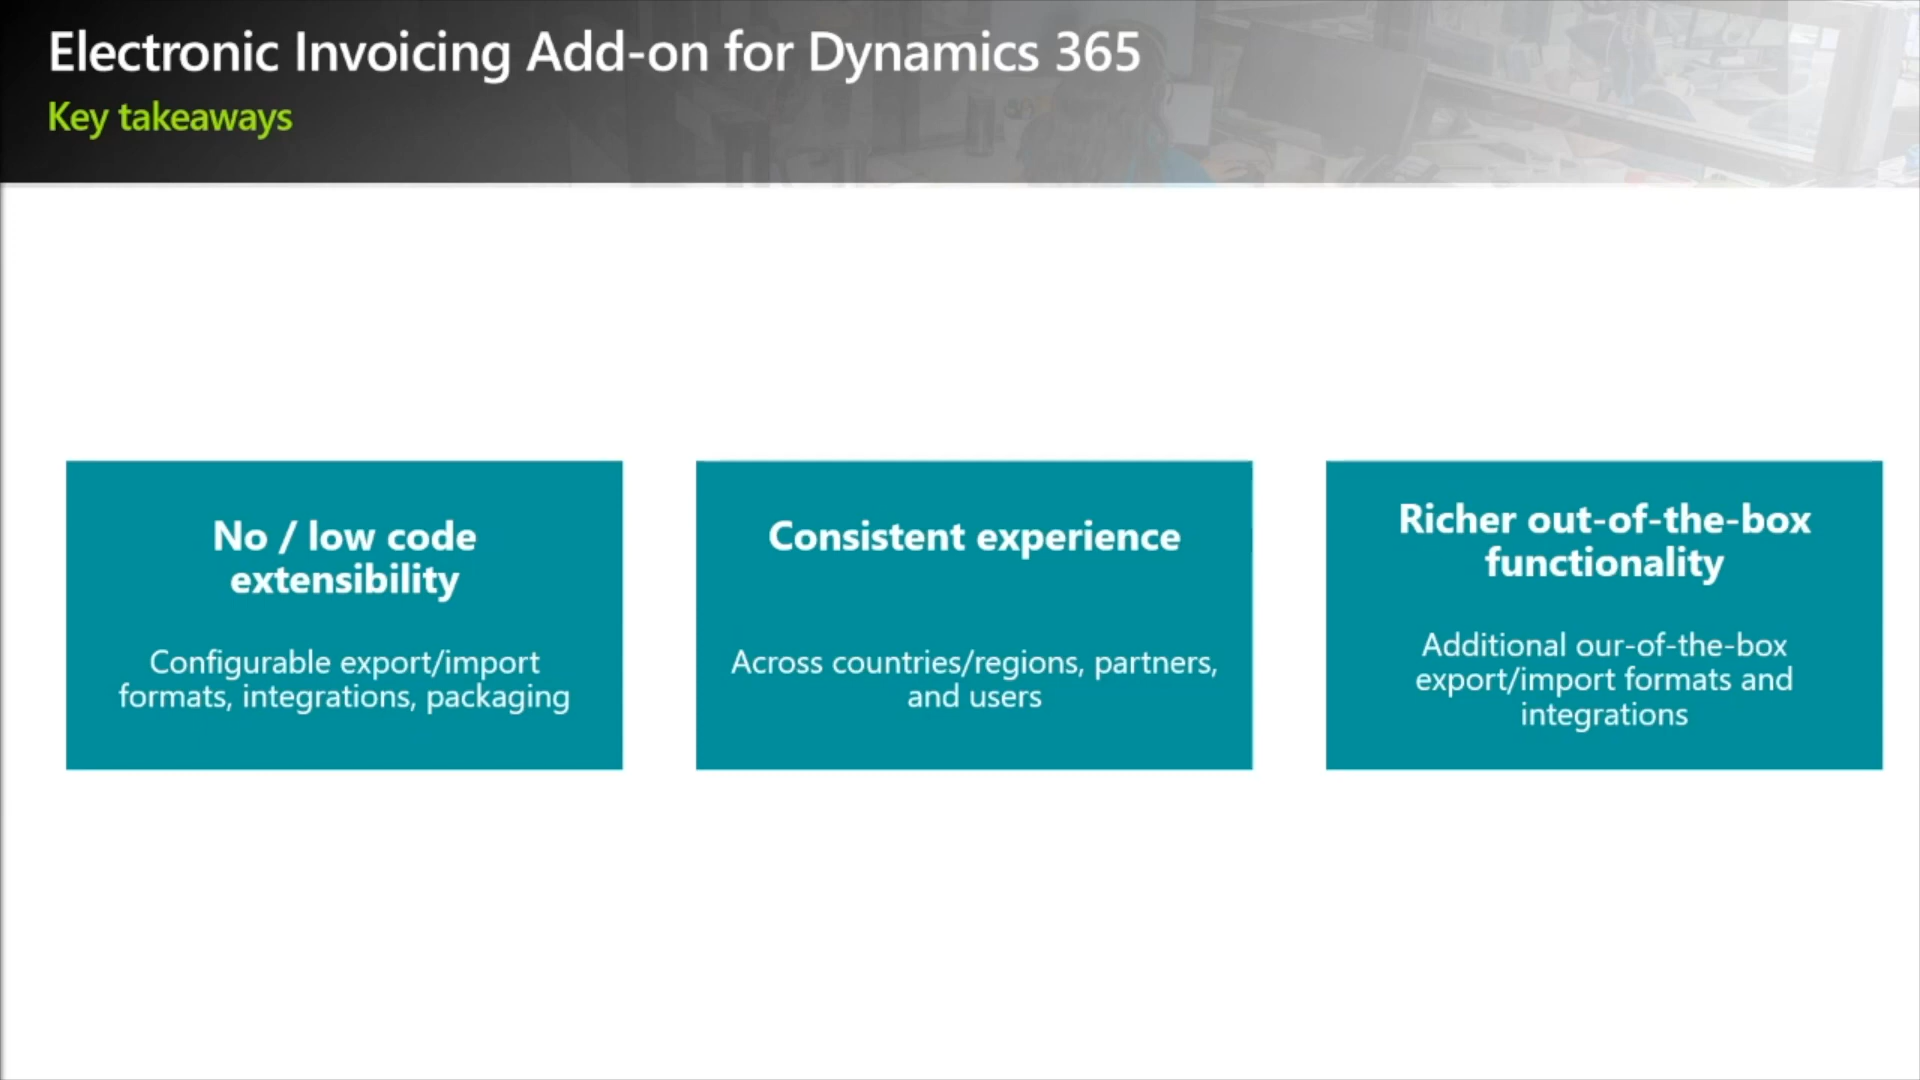 Electronic Invoicing Add-on for Dynamics 365
Key takeaways
No / low code
extensibility
Configurable export/import
formats, integrations, packaging
Consistent experience
Across countries/regions, partners,
and users
Richer out-of-the-box
functionality
Additional our-of-the-box
export/import formats and
integrations